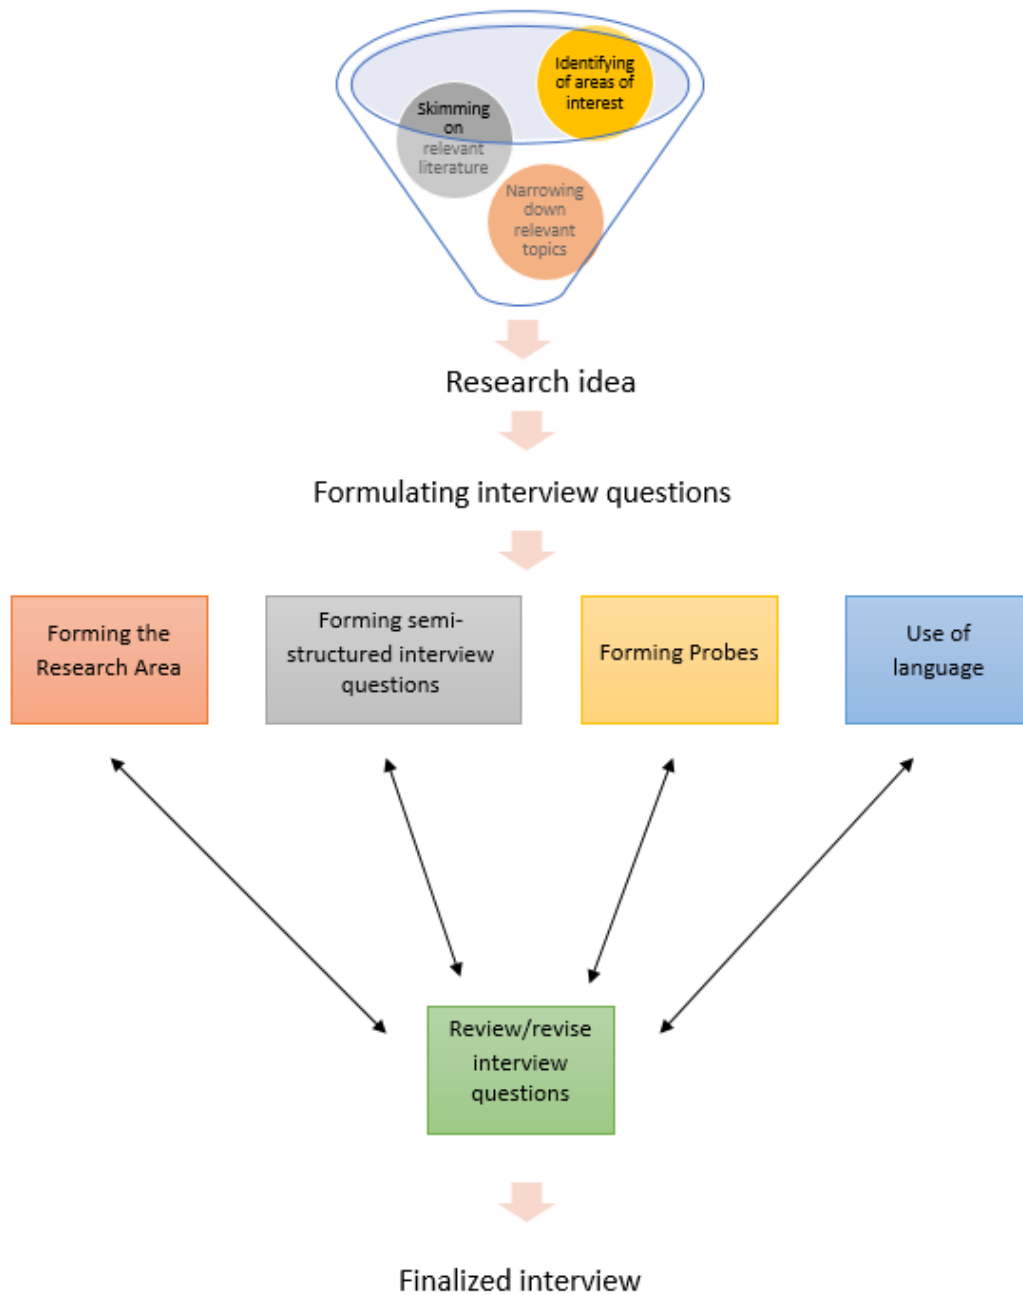 Identifying
of areas of
interest
Skimming
on
relevant
literature
Narrowing
down
relevant
topics
Research idea
Formulating interview questions
Forming the
Research Area
Forming semi-
structured interview
questions
Forming Probes
Use of
language
Review/revise
interview
questions
Finalized interview